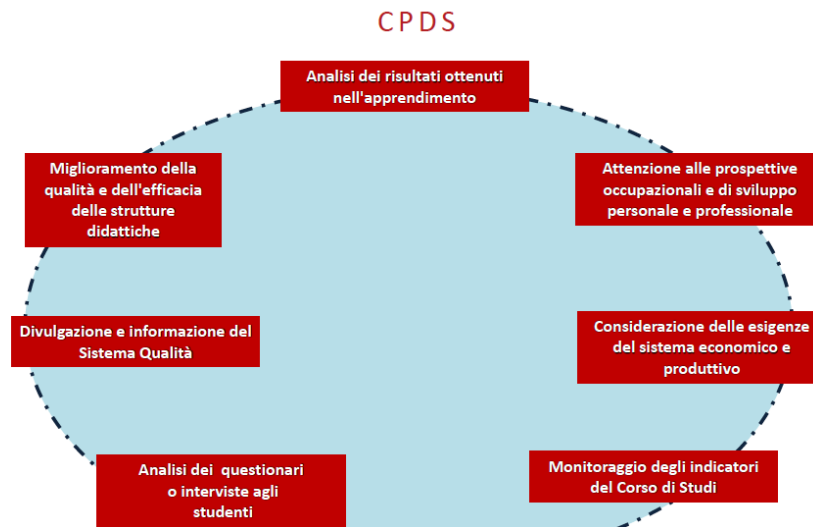 CPDS
Analisi dei risultati ottenuti
nell'apprendimento
Miglioramento della
qualità e dell'efficacia
delle strutture
didattiche
Attenzione alle prospettive
occupazionali e di sviluppo
personale e professionale
Divulgazione e informazione del
Sistema Qualità
Considerazione delle esigenze
del sistema economico e
produttivo
Analisi dei questionari
o interviste agli
studenti
Monitoraggio degli indicatori
del Corso di Studi